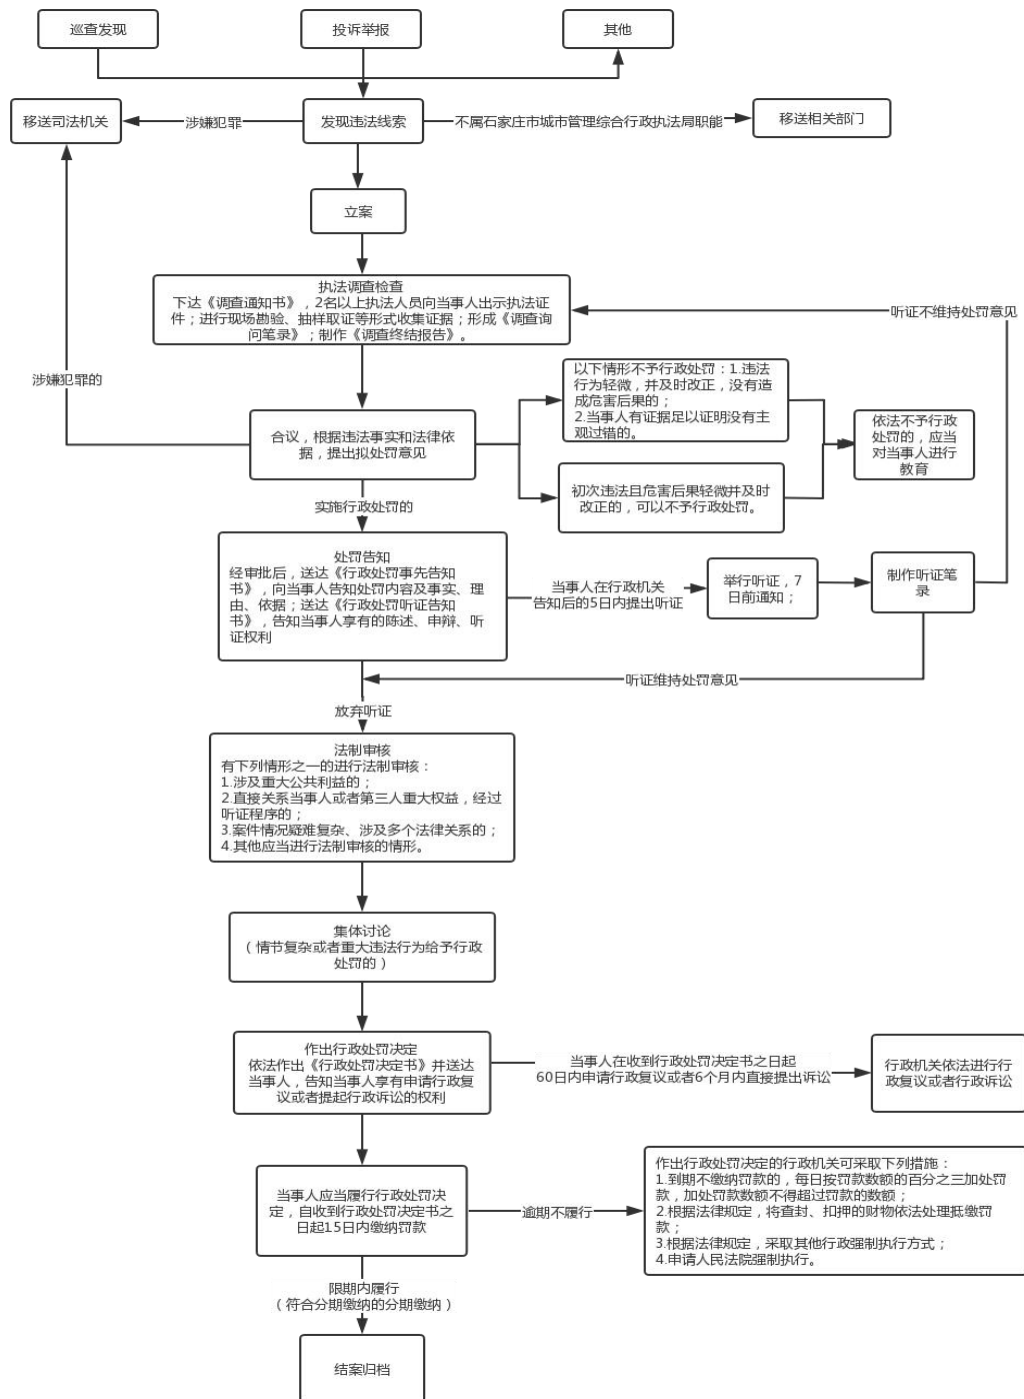 巡查发现
投诉举报
其他
移送司法机关
涉嫌犯罪
发现违法线索
不属石家庄市城市管理综合行政执法局职能
移送相关部门
立案
执法调查检查
下达《调查通知书》，2名以上执法人员向当事人出示执法证
件；进行现场勘验、抽样取证等形式收集证据；形成《调查询
问笔录》；制作《调查终结报告》。
听证不维持处罚意见
涉嫌犯罪的
合议，根据违法事实和法律依
据，提出拟处罚意见
以下情形不予行政处罚：1.违法
行为轻微，并及时改正，没有造
成危害后果的；
2.当事人有证据足以证明没有主
观过错的。
依法不予行政
处罚的，应当
对当事人进行
教育
初次违法且危害后果轻微并及时
改正的，可以不予行政处罚。
实施行政处罚的
处罚告知
经审批后，送达《行政处罚事先告知
书》，向当事人告知处罚内容及事实、理
由、依据；送达《行政处罚听证告知
书》，告知当事人享有的陈述、申辩、听
证权利
当事人在行政机关
告知后的5日内提出听证
举行听证，7
日前通知；
制作听证笔
录
听证维持处罚意见
放弃听证
法制审核
有下列情形之一的进行法制审核：
1.涉及重大公共利益的；
2.直接关系当事人或者第三人重大权益，经过
听证程序的；
3.案件情况疑难复杂、涉及多个法律关系的；
4.其他应当进行法制审核的情形。
集体讨论
（情节复杂或者重大违法行为给予行政
处罚的）
作出行政处罚决定
依法作出《行政处罚决定书》并送达
当事人，告知当事人享有申请行政复
议或者提起行政诉讼的权利
当事人在收到行政处罚决定书之日起
60日内申请行政复议或者6个月内直接提出诉讼
行政机关依法进行行
政复议或者行政诉讼
当事人应当履行行政处罚决
定，自收到行政处罚决定书之
日起15日内缴纳罚款
逾期不履行
作出行政处罚决定的行政机关可采取下列措施：
1.到期不缴纳罚款的，每日按罚款数额的百分之三加处罚
款，加处罚款数额不得超过罚款的数额；
2.根据法律规定，将查封、扣押的财物依法处理抵缴罚
款；
3.根据法律规定，采取其他行政强制执行方式；
4.申请人民法院强制执行。
限期内履行
（符合分期缴纳的分期缴纳）
结案归档